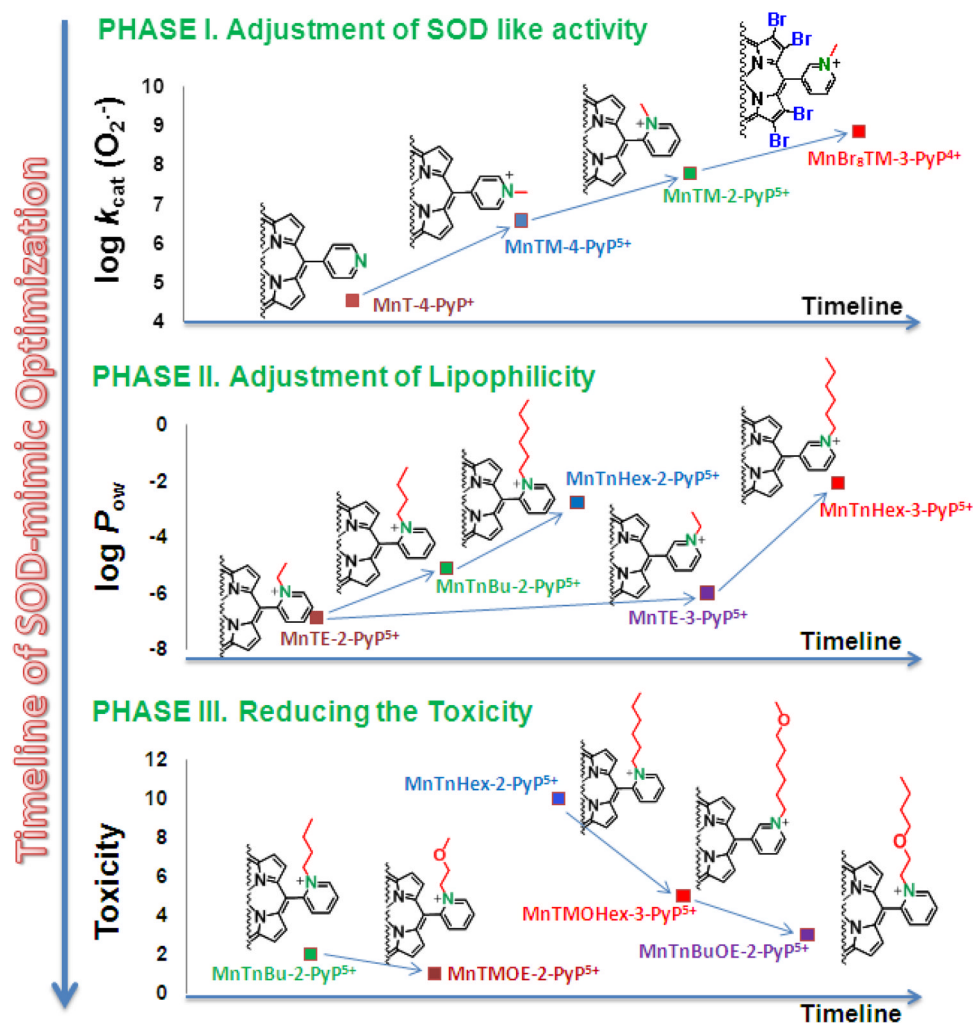 Timeline of SOD-mimic Optimization
PHASE I. Adjustment of SOD like activity
log kcat (O2·-)
10
9
8
7
6
5
4
N
N
N
MnT-4-PyP+
N
N
N
+
MnTM-4-PyP5+
N
N
N
+
MnTM-2-PyP5+
Br
Br
N
N
N
+
Br
Br
MnBr8TM-3-PyP4+
Timeline
PHASE II. Adjustment of Lipophilicity
log Pow
0
-2
-4
-6
-8
N
N
N
+
MnTE-2-PyP5+
N
N
N
+
MnTnBu-2-PyP5+
N
N
N
+
MnTnHex-2-PyP5+
N
N
N
+
MnTE-3-PyP5+
N
N
N
+
MnTnHex-3-PyP5+
Timeline
PHASE III. Reducing the Toxicity
Toxicity
12
10
8
6
4
2
0
N
N
N
+
MnTnBu-2-PyP5+
O
N
N
N
+
MnTMOE-2-PyP5+
MnTnHex-2-PyP5+
N
N
N
+
O
N
N
N
+
MnTMOHex-3-PyP5+
O
N
N
N
+
MnTnBuOE-2-PyP5+
Timeline